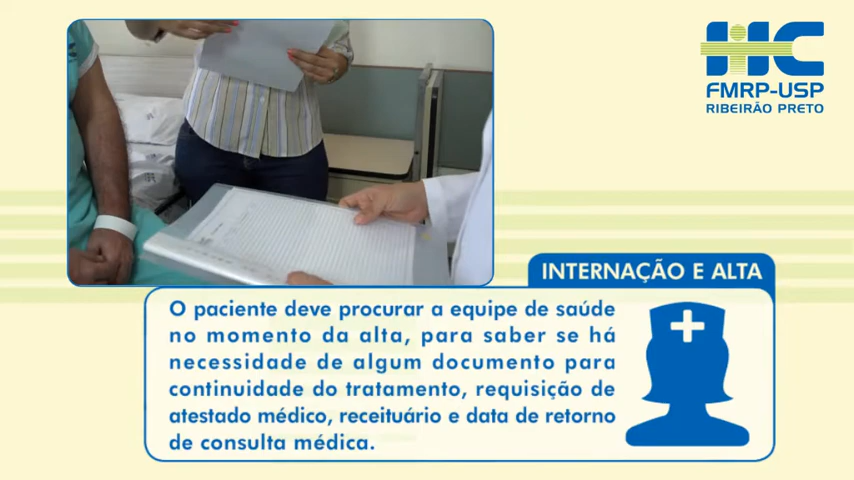 HC
FMRP-USP
RIBEIRÃO PRETO
INTERNAÇÃO E ALTA
O paciente deve procurar a equipe de saúde
no momento da alta, para saber se há
necessidade de algum documento para
continuidade do tratamento, requisição de
atestado médico, receituário e data de retorno
de consulta médica.